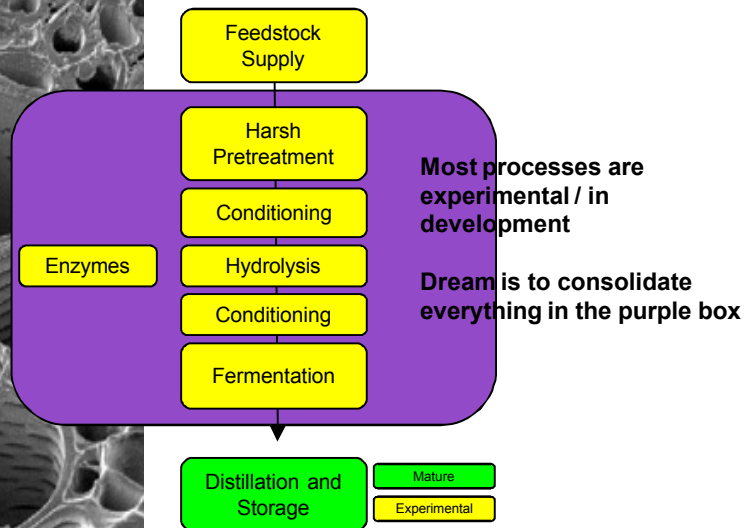 Feedstock
Supply
Harsh
Pretreatment
Most processes are
experimental / in
development
Conditioning
Enzymes
Hydrolysis
Dream is to consolidate
everything in the purple box
Conditioning
Fermentation
Distillation and
Storage
Mature
Experimental